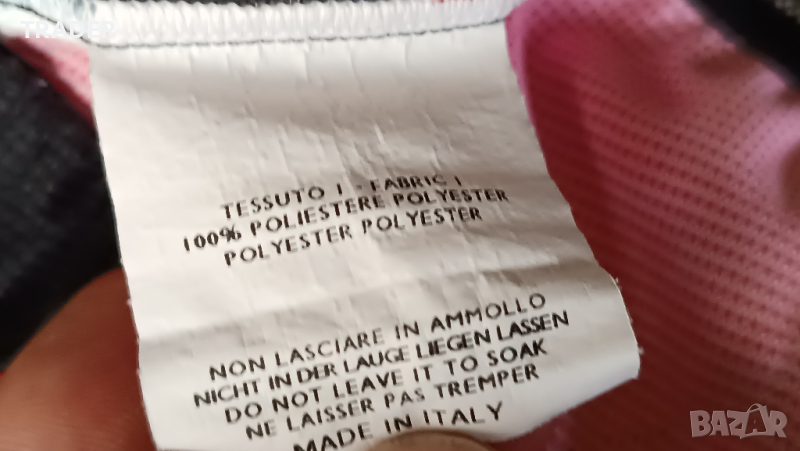 TESSUTO 1 - FABRIC 1
100% POLIESTERE POLYESTER
POLYESTER POLYESTER
NON LASCIARE IN AMMOLLO
NICHT IN DER LAUGE LIEGEN LASSEN
DO NOT LEAVE IT TO SOAK
NE LAISSER PAS TREMPER
MADE IN ITALY
BAZAR